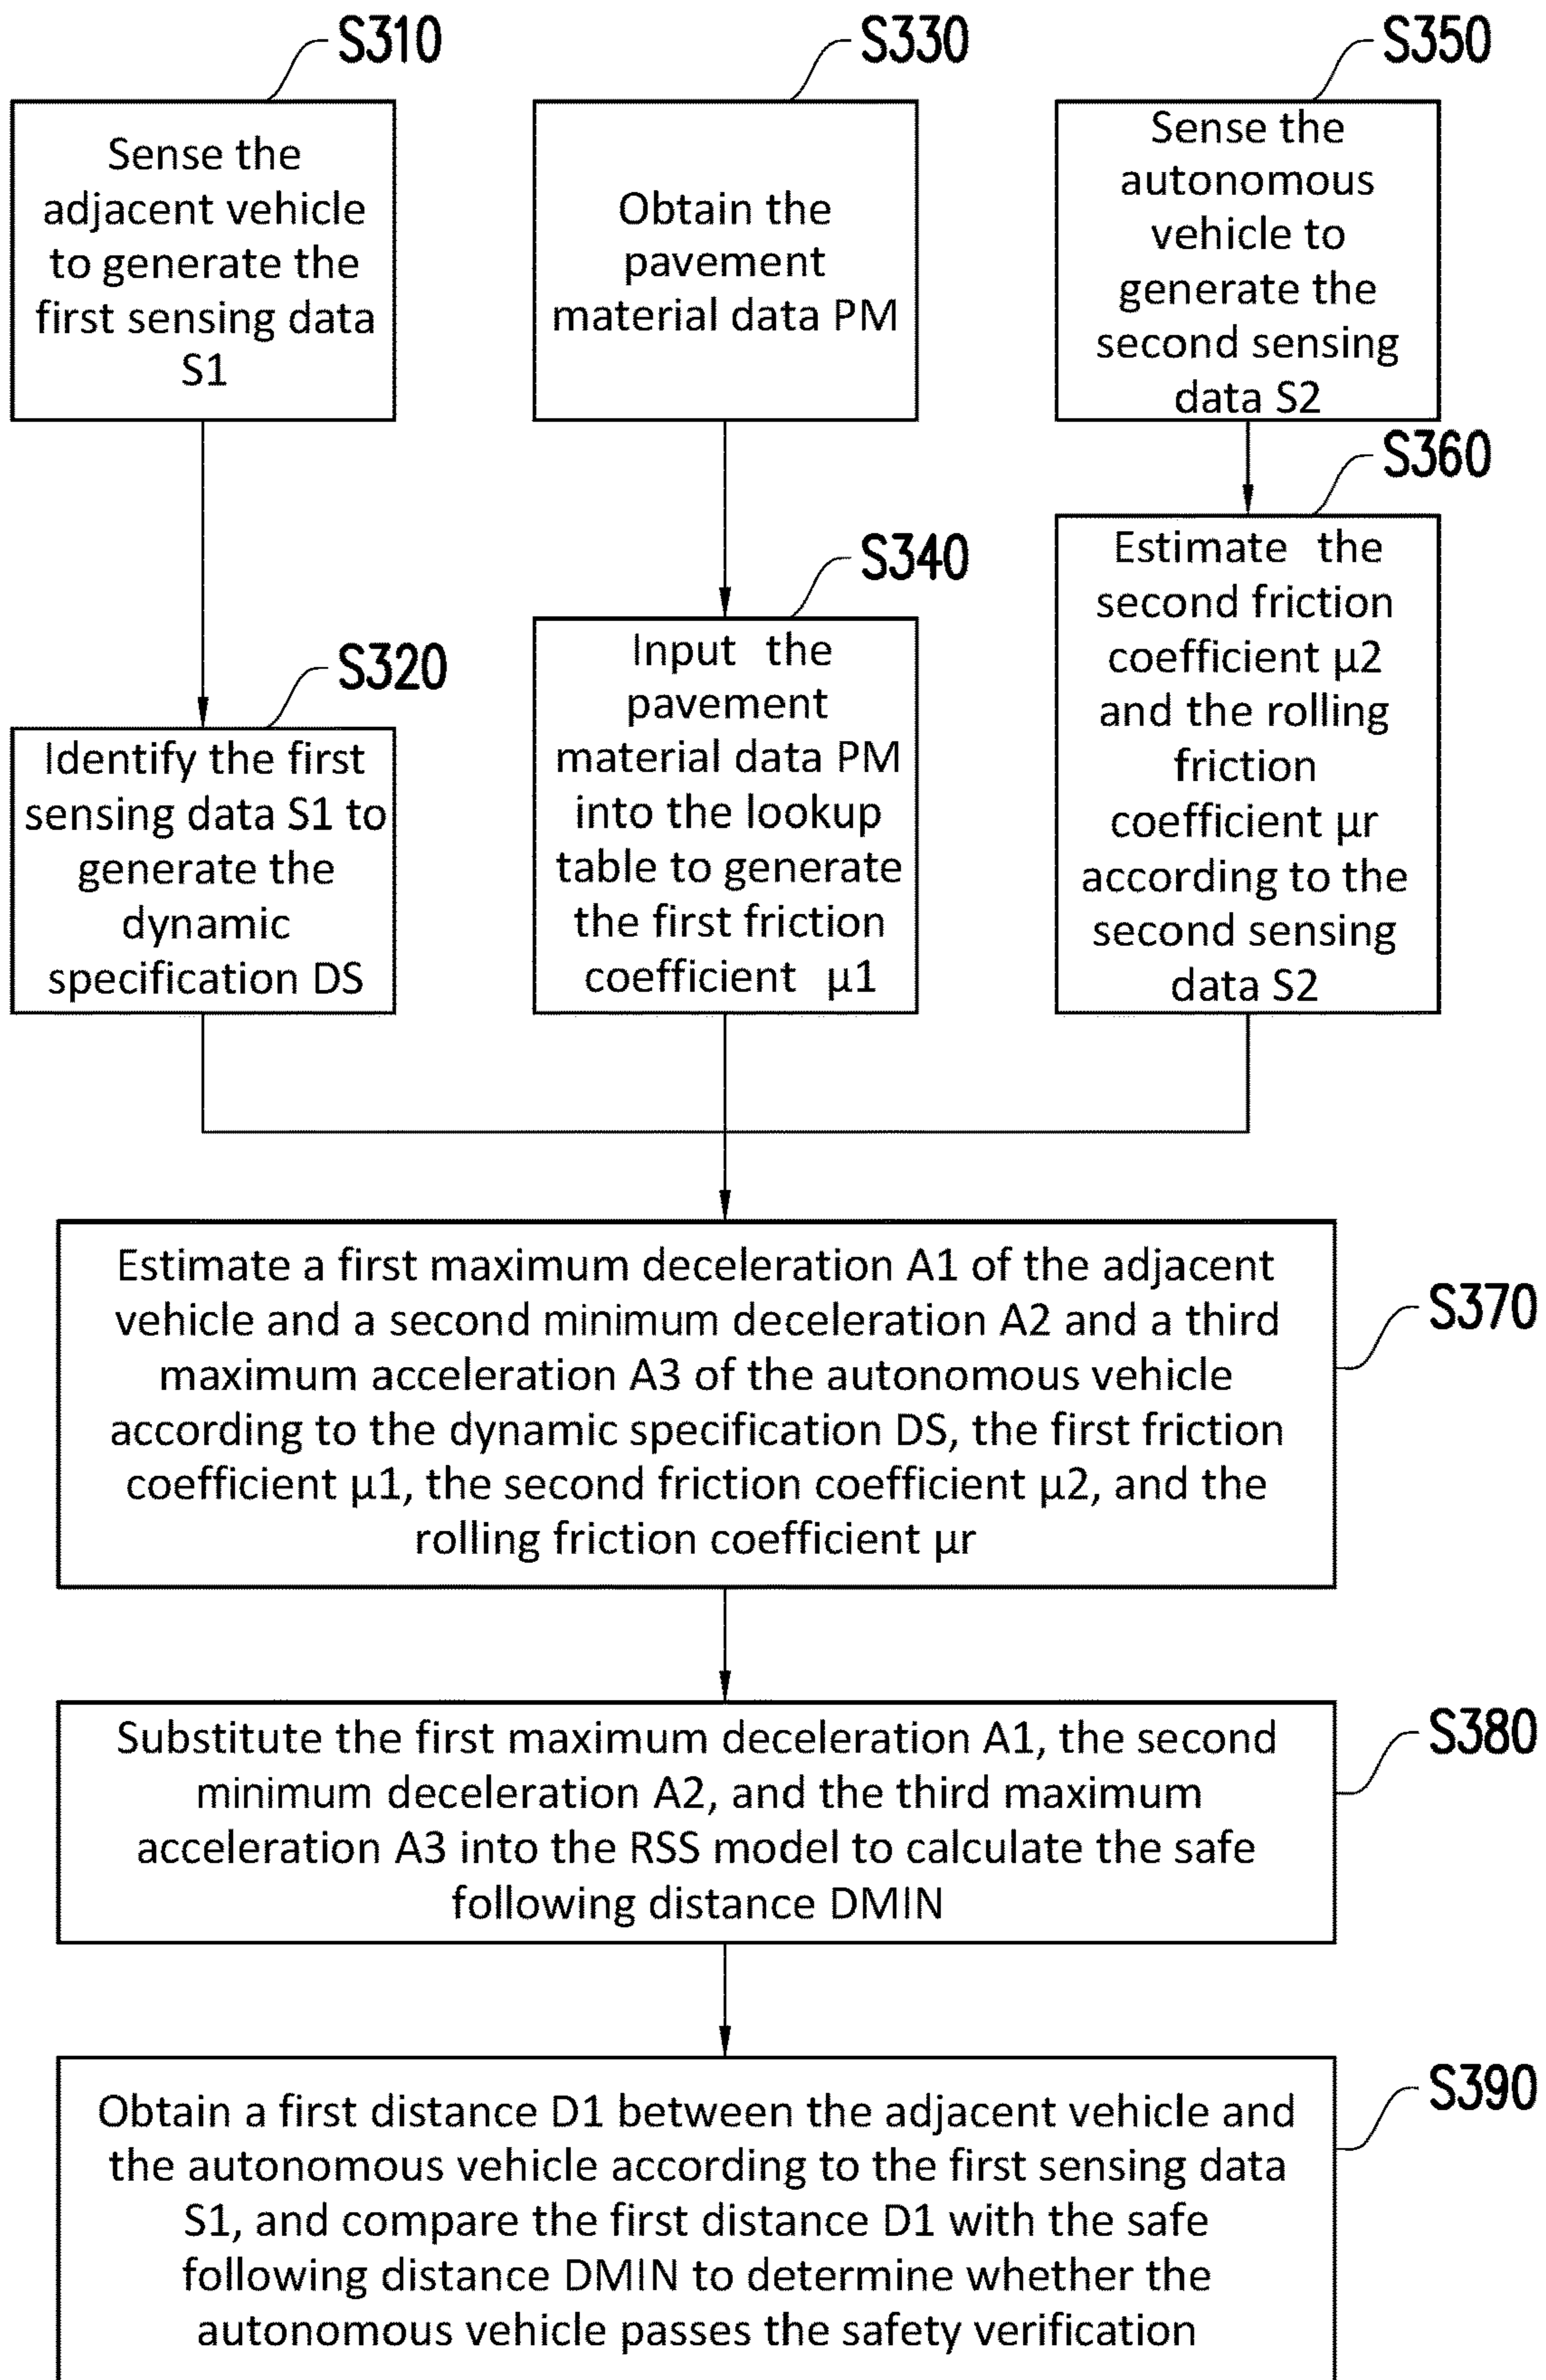 S310
Sense the
adjacent vehicle
to generate the
first sensing data
S1
S320
Identify the first
sensing data S1 to
generate the
dynamic
specification DS
S330
Obtain the
pavement
material data PM
S340
Input the
pavement
material data PM
into the lookup
table to generate
the first friction
coefficient μ1
S350
Sense the
autonomous
vehicle to
generate the
second sensing
data S2
S360
Estimate the
second friction
coefficient μ2
and the rolling
friction
coefficient μr
according to the
second sensing
data S2
S370
Estimate a first maximum deceleration A1 of the adjacent
vehicle and a second minimum deceleration A2 and a third
maximum acceleration A3 of the autonomous vehicle
according to the dynamic specification DS, the first friction
coefficient μ1, the second friction coefficient μ2, and the
rolling friction coefficient μr
S380
Substitute the first maximum deceleration A1, the second
minimum deceleration A2, and the third maximum
acceleration A3 into the RSS model to calculate the safe
following distance DMIN
S390
Obtain a first distance D1 between the adjacent vehicle and
the autonomous vehicle according to the first sensing data
S1, and compare the first distance D1 with the safe
following distance DMIN to determine whether the
autonomous vehicle passes the safety verification